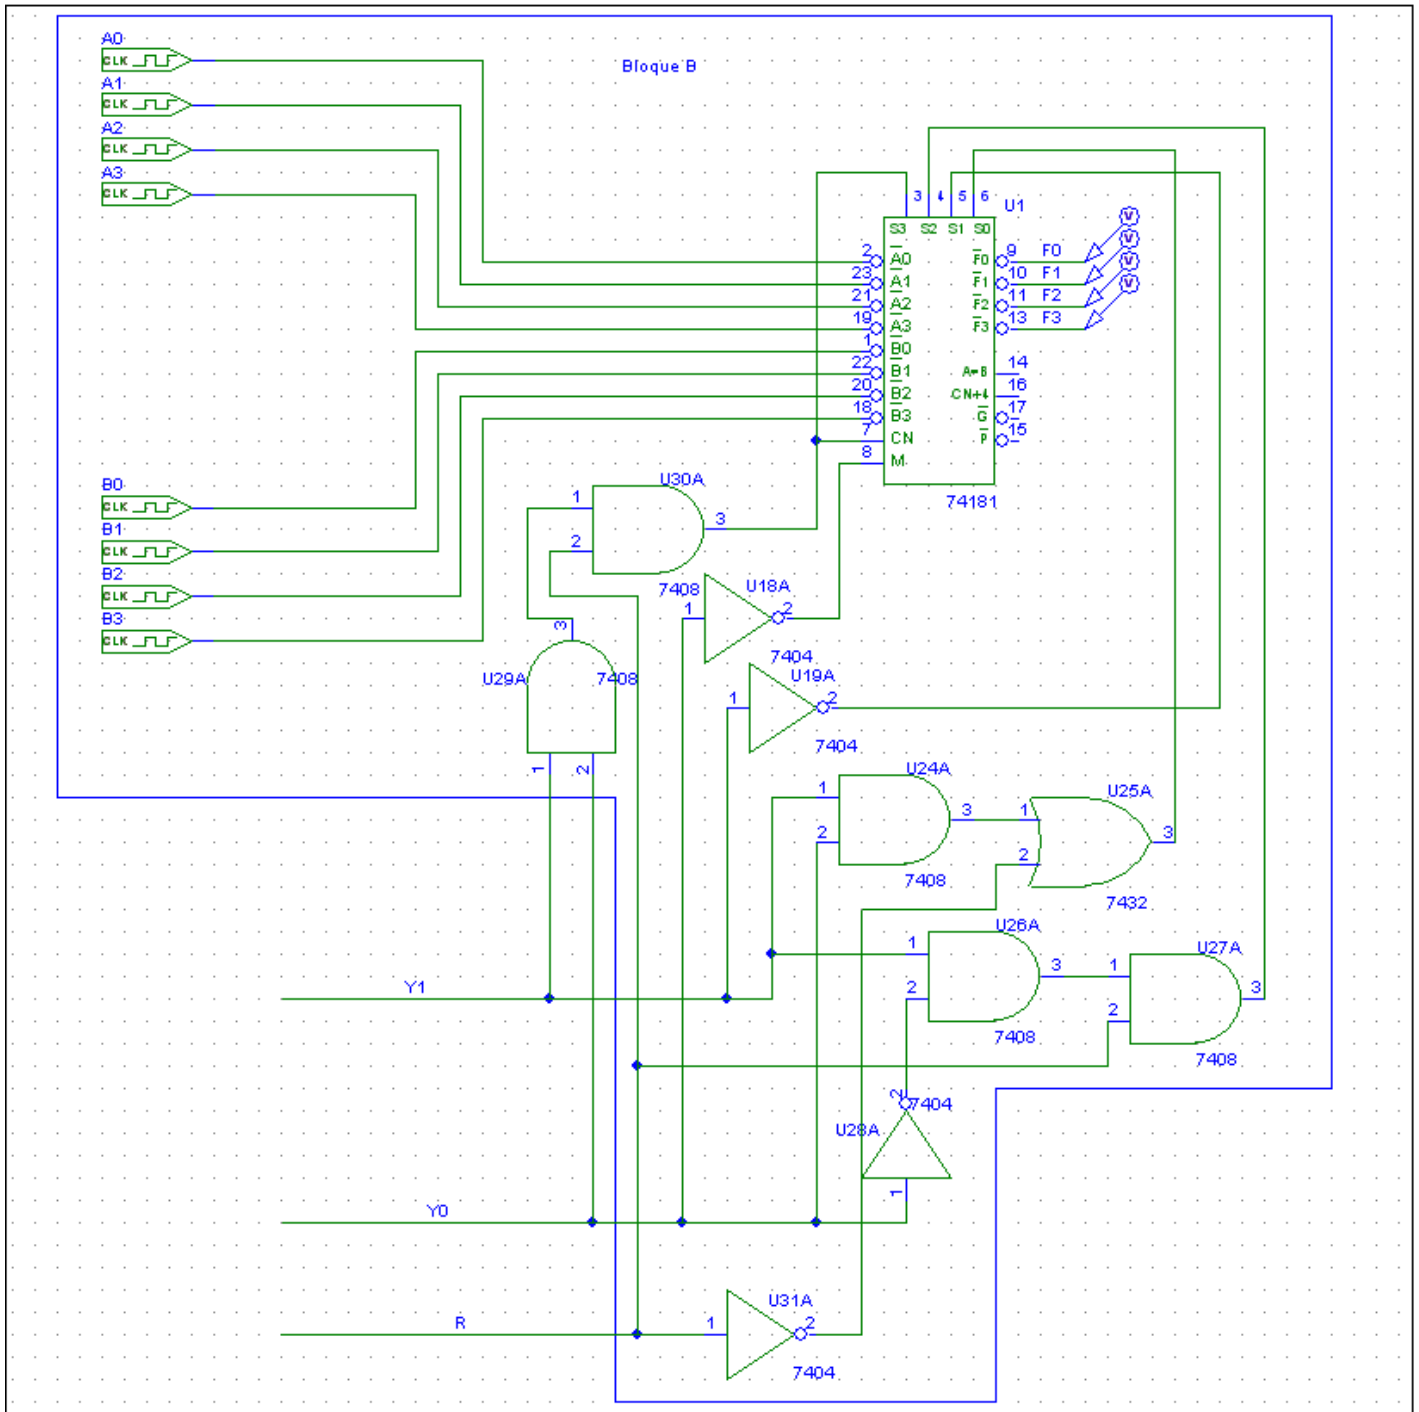 A0
CLK
A1
CLK
A2
CLK
A3
CLK
Bloque B
3 4 5 6
U1
S3 S2 S1 S0
2 A0 F0 9 F0
23 A1 F1 10 F1
21 A2 F2 11 F2
19 A3 F3 13 F3
V
V
V
V
1 B0
22 B1 A=B 14
20 B2 CN+4 16
18 B3 G 17
7 CN P 15
8 M
74181
B0
CLK
B1
CLK
B2
CLK
B3
CLK
U30A
1
2
3
7408
U18A
1
2
7404
U29A
7408
3
1
2
U19A
1
2
7404
U24A
1
2
3
7408
U25A
1
2
3
7432
U26A
1
2
3
7408
U27A
1
2
3
7408
Y1
2
7404
U28A
1
Y0
R
U31A
1
2
7404